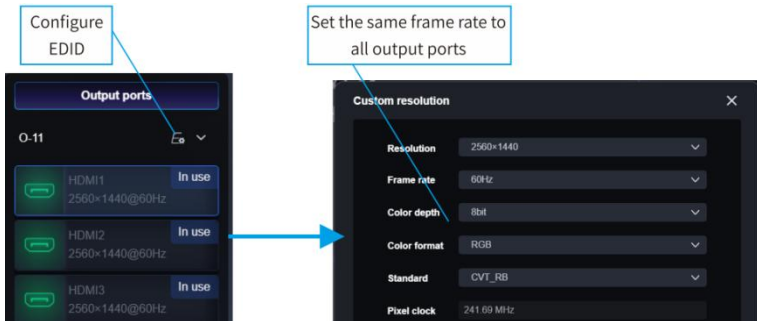 Configure
EDID
Set the same frame rate to
all output ports
Output ports
O-11
HDMI1
In use
2560×1440@60Hz
HDMI2
In use
2560×1440@60Hz
HDMI3
In use
2560×1440@60Hz
Custom resolution
Resolution 2560×1440
Frame rate 60Hz
Color depth 8bit
Color format RGB
Standard CVT_RB
Pixel clock 241.69 MHz